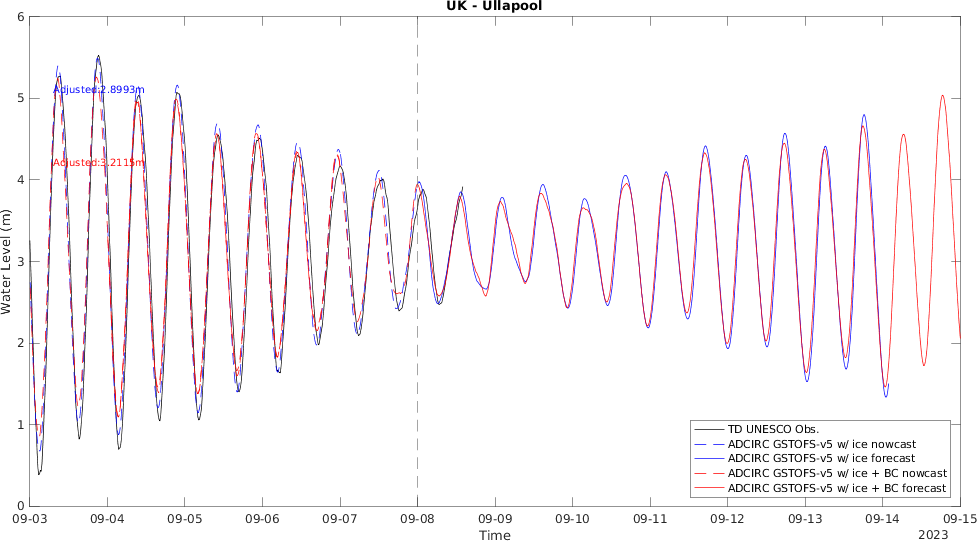 UK - Ullapool
6
5
4
3
2
1
0
Water Level (m)
Adjusted:2.8993m
Adjusted:3.2115m
TD UNESCO Obs.
ADCIRC GSTOFS-v5 w/ ice nowcast
ADCIRC GSTOFS-v5 w/ ice forecast
ADCIRC GSTOFS-v5 w/ ice + BC nowcast
ADCIRC GSTOFS-v5 w/ ice + BC forecast
09-03 09-04 09-05 09-06 09-07 09-08 09-09 09-10 09-11 09-12 09-13 09-14 09-15
Time
2023